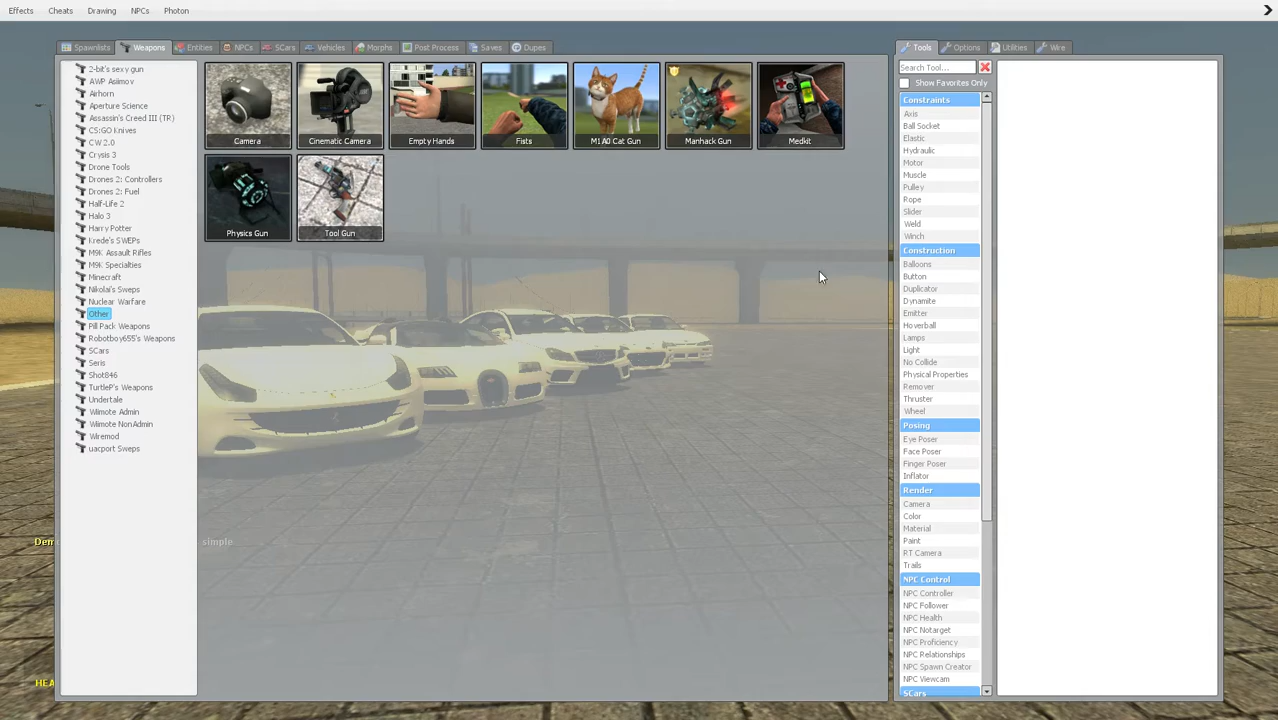 Effects Cheats Drawing NPCs Photon
Spawnlists Weapons Entities NPCs SCars Vehicles Morphs Post Process Saves Dupes
2-bit's sexy gun
AWP Asimov
Airhorn
Aperture Science
Assassin's Creed III (TR)
CS:GO Knives
CW 2.0
Crysis 3
Drone Tools
Drones 2: Controllers
Drones 2: Fuel
Half-Life 2
Halo 3
Harry Potter
Krede's SWEPs
M9K Assault Rifles
M9K Specialties
Minecraft
Nikolai's Sweps
Nuclear Warfare
Other
Pill Pack Weapons
Robotboy655's Weapons
SCars
Seris
Shot846
TurtleP's Weapons
Undertale
Wiimote Admin
Wiimote NonAdmin
Wiremod
uacport Sweps
Camera Cinematic Camera Empty Hands Fists M1A0 Cat Gun Manhack Gun Medkit
Physics Gun Tool Gun
Dem simple
HEA
Tools Options Utilities Wire
Search Tool...
Show Favorites Only
Constraints
Axis
Ball Socket
Elastic
Hydraulic
Motor
Muscle
Pulley
Rope
Slider
Weld
Winch
Construction
Balloons
Button
Duplicator
Dynamite
Emitter
Hoverball
Lamps
Light
No Collide
Physical Properties
Remover
Thruster
Wheel
Posing
Eye Poser
Face Poser
Finger Poser
Inflator
Render
Camera
Color
Material
Paint
RT Camera
Trails
NPC Control
NPC Controller
NPC Follower
NPC Health
NPC Notarget
NPC Proficiency
NPC Relationships
NPC Spawn Creator
NPC Viewcam
SCars